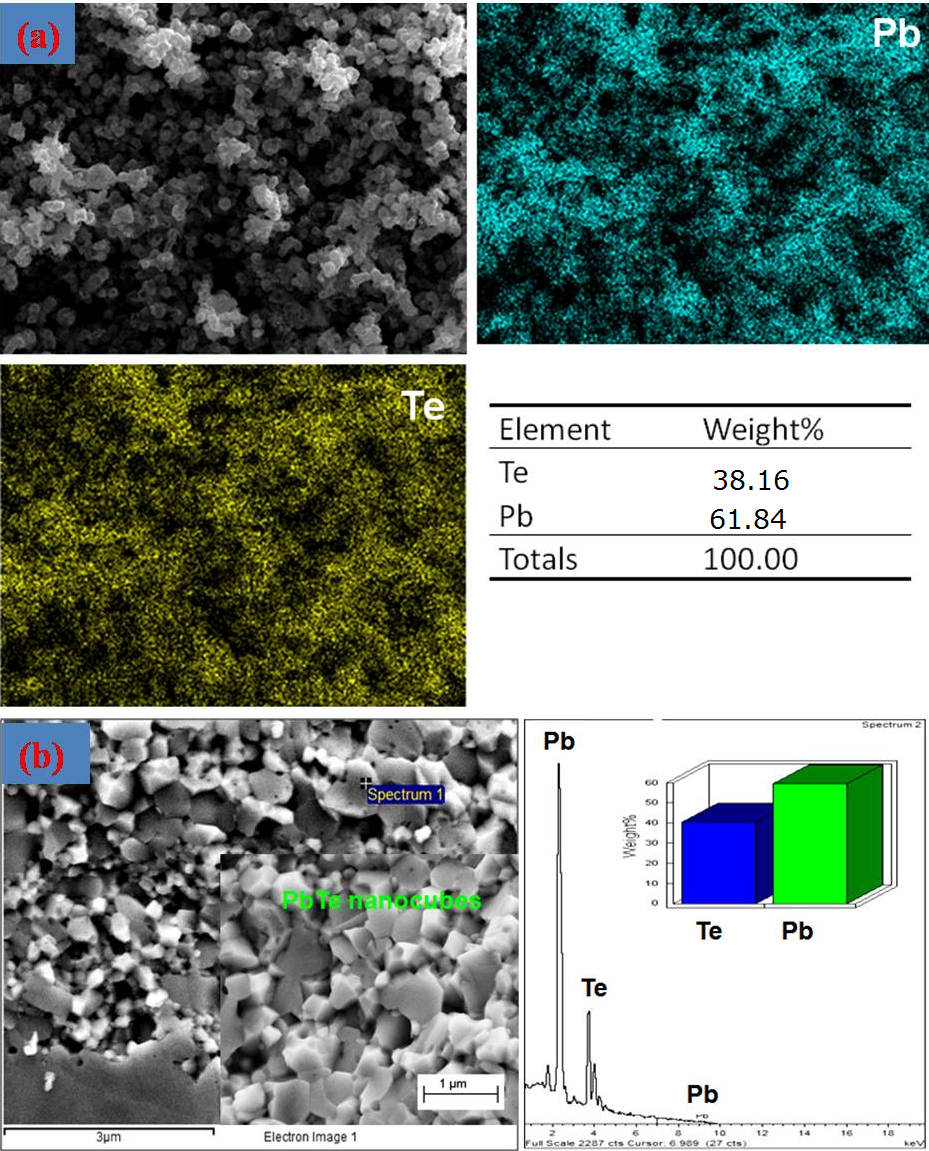 (a)
Pb
Te
Element Weight%
Te 38.16
Pb 61.84
Totals 100.00
(b)
Spectrum 1
PbTe nanocubes
1 µm
3µm Electron Image 1
Spectrum 2
Pb
60
50
40
30
20
10
0
Weight%
Te Pb
Te
Pb
Pb
2 4 6 8 10 12 14 16 18
Full Scale 2287 cts Cursor: 6.989 (27 cts) keV